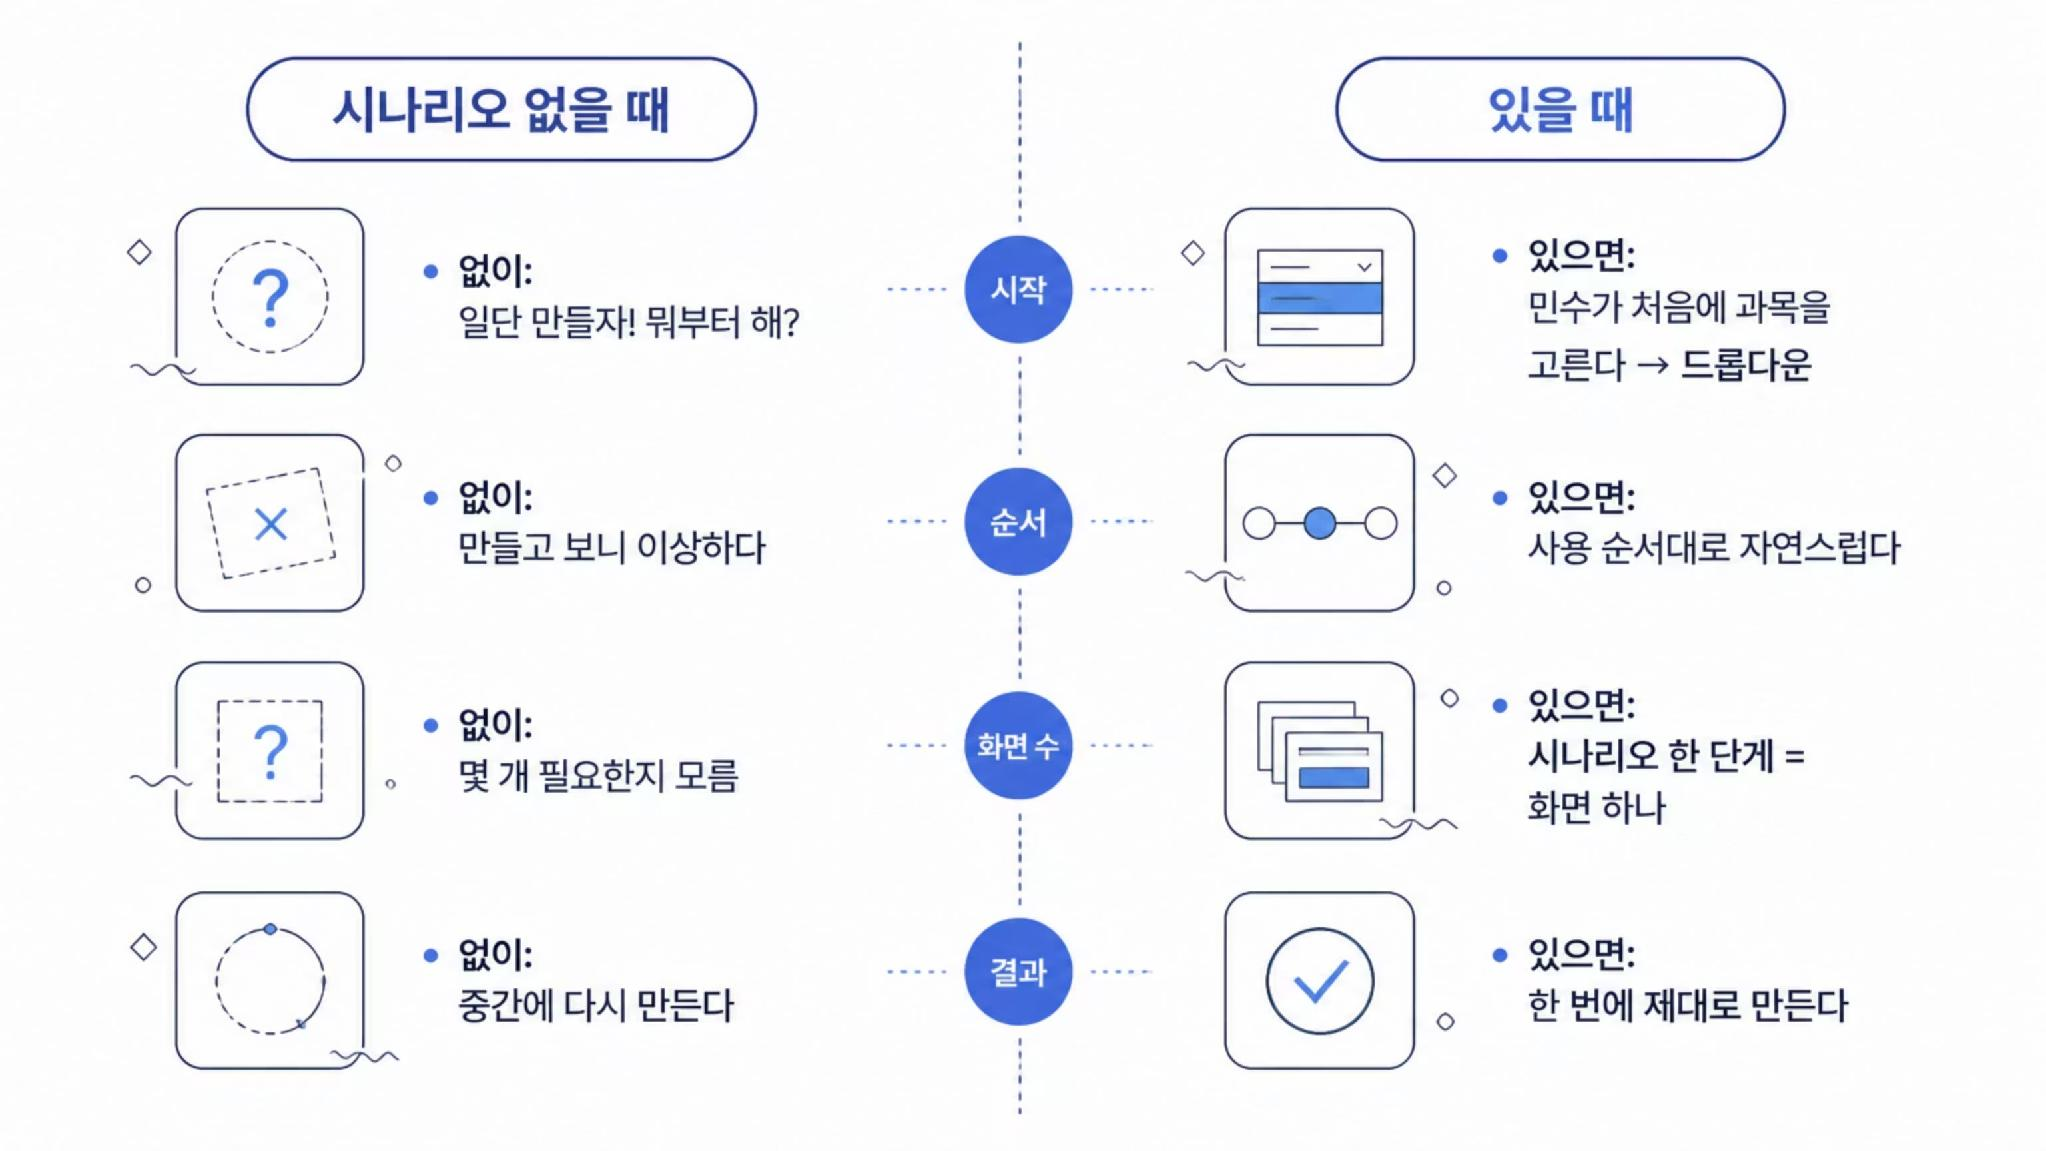 시나리오 없을 때
있을 때
없이:
일단 만들자! 뭐부터 해?
시작
있으면:
민수가 처음에 과목을
고른다 → 드롭다운
없이:
만들고 보니 이상하다
순서
있으면:
사용 순서대로 자연스럽다
없이:
몇 개 필요한지 모름
화면 수
있으면:
시나리오 한 단계 =
화면 하나
없이:
중간에 다시 만든다
결과
있으면:
한 번에 제대로 만든다